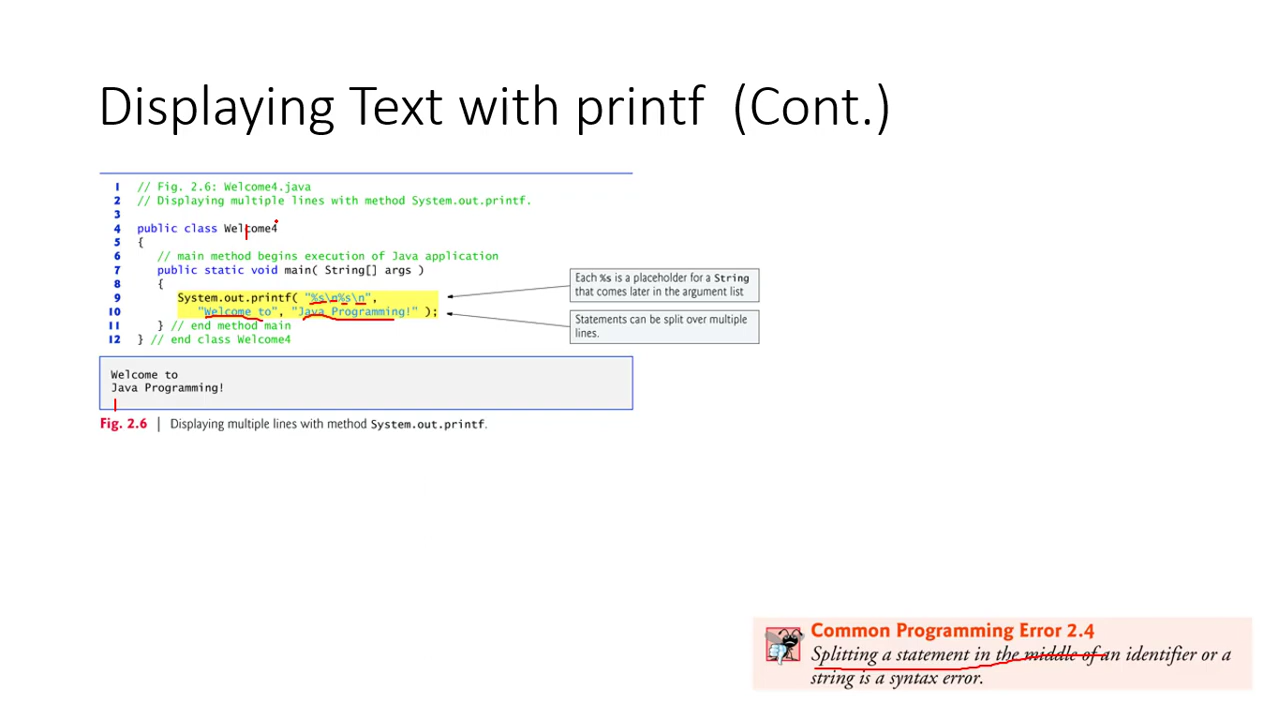 Displaying Text with printf (Cont.)
1 // Fig. 2.6: Welcome4.java
2 // Displaying multiple lines with method System.out.printf.
3
4 public class Welcome4
5 {
6 // main method begins execution of Java application
7 public static void main( String[] args )
8 {
9 System.out.printf( "%s\n%s\n",
10 "Welcome to", "Java Programming!" );
11 } // end method main
12 } // end class Welcome4
Each %s is a placeholder for a String
that comes later in the argument list
Statements can be split over multiple
lines.
Welcome to
Java Programming!
Fig. 2.6 | Displaying multiple lines with method System.out.printf.
Common Programming Error 2.4
Splitting a statement in the middle of an identifier or a
string is a syntax error.